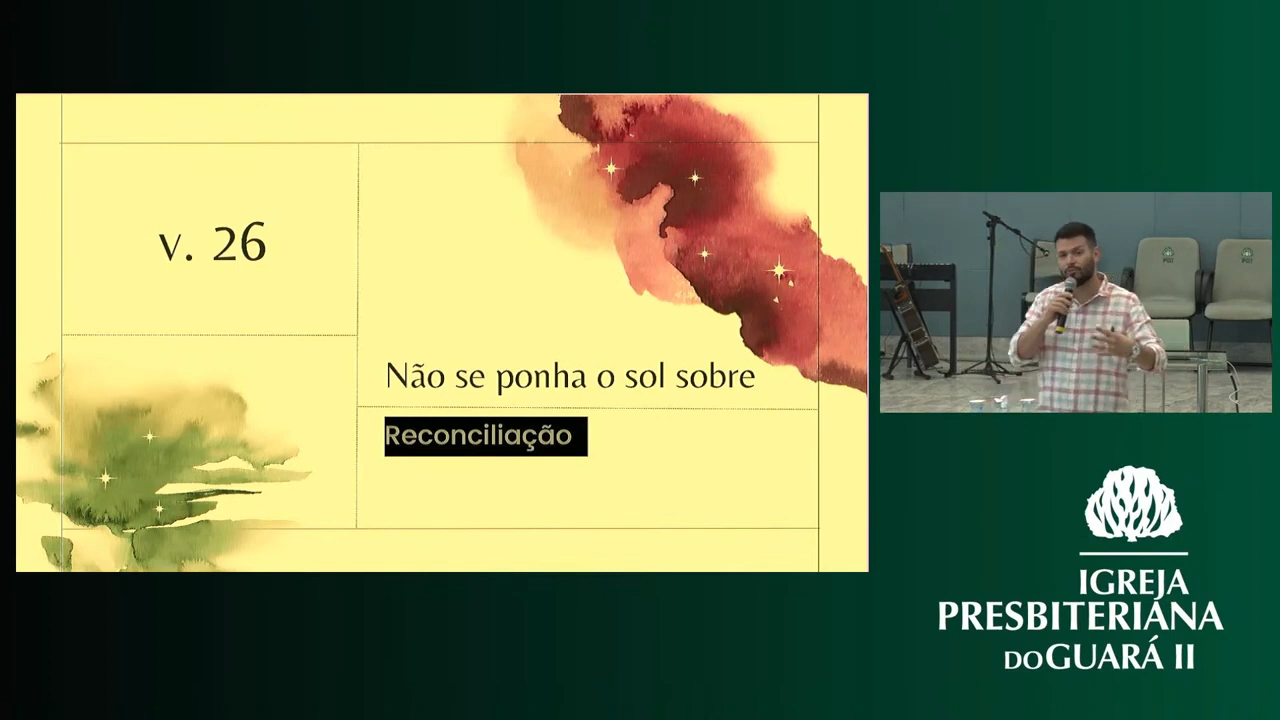 v. 26
Não se ponha o sol sobre
Reconciliação
IGREJA
PRESBITERIANA
DO GUARÁ II